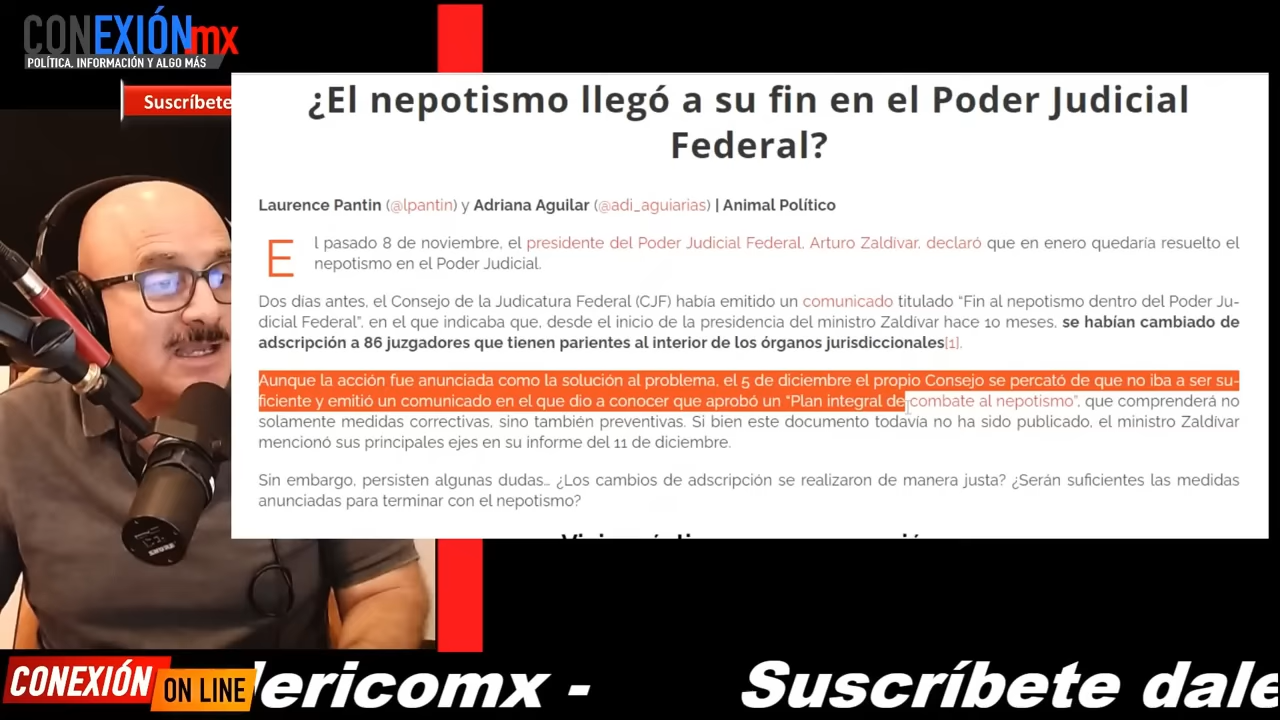 CONEXIÓNmx
POLÍTICA, INFORMACIÓN Y ALGO MÁS
Suscríbete
¿El nepotismo llegó a su fin en el Poder Judicial
Federal?
Laurence Pantin (@lpantin) y Adriana Aguilar (@adi_aguiarias) | Animal Político
El pasado 8 de noviembre, el presidente del Poder Judicial Federal, Arturo Zaldívar, declaró que en enero quedaría resuelto el
nepotismo en el Poder Judicial.
Dos días antes, el Consejo de la Judicatura Federal (CJF) había emitido un comunicado titulado “Fin al nepotismo dentro del Poder Ju-
dicial Federal”, en el que indicaba que, desde el inicio de la presidencia del ministro Zaldívar hace 10 meses, se habían cambiado de
adscripción a 86 juzgadores que tienen parientes al interior de los órganos jurisdiccionales[1].
Aunque la acción fue anunciada como la solución al problema, el 5 de diciembre el propio Consejo se percató de que no iba a ser su-
ficiente y emitió un comunicado en el que dio a conocer que aprobó un “Plan integral de combate al nepotismo”, que comprenderá no
solamente medidas correctivas, sino también preventivas. Si bien este documento todavía no ha sido publicado, el ministro Zaldívar
mencionó sus principales ejes en su informe del 11 de diciembre.
Sin embargo, persisten algunas dudas… ¿Los cambios de adscripción se realizaron de manera justa? ¿Serán suficientes las medidas
anunciadas para terminar con el nepotismo?
CONEXIÓN
ON LINE
dericomx - Suscríbete dale